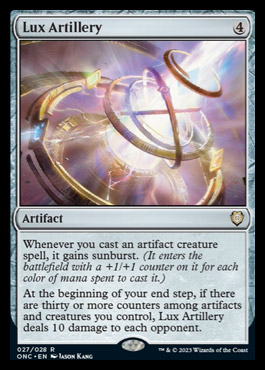 Lux Artillery 4
Artifact
Whenever you cast an artifact creature
spell, it gains sunburst. (It enters the
battlefield with a +1/+1 counter on it for each
color of mana spent to cast it.)
At the beginning of your end step, if there
are thirty or more counters among artifacts
and creatures you control, Lux Artillery
deals 10 damage to each opponent.
027/028 R
ONC • EN Jason Kang
™ & © 2023 Wizards of the Coast